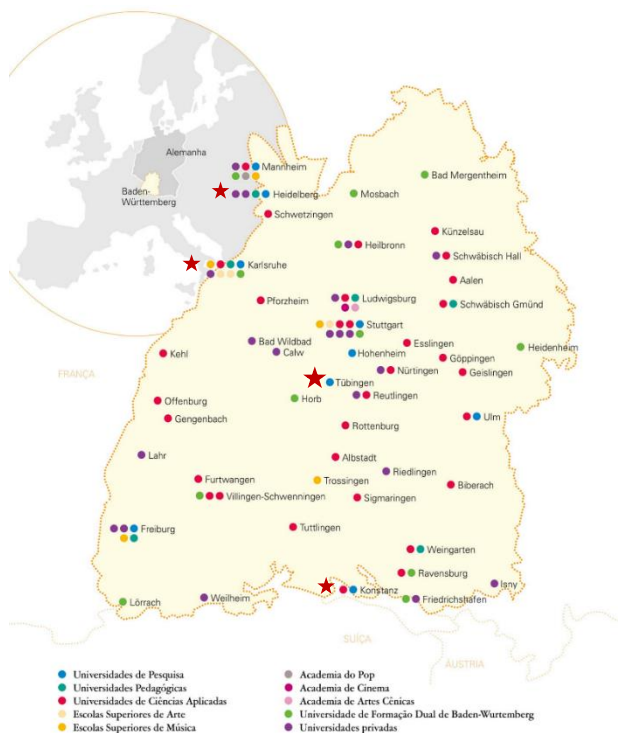 Alemanha
Baden-
Württemberg
Mannheim
Heidelberg
Schwetzingen
Mosbach
Bad Mergentheim
Künzelsau
Heilbronn
Schwäbisch Hall
Karlsruhe
Aalen
Pforzheim
Ludwigsburg
Schwäbisch Gmünd
Stuttgart
Bad Wildbad
Calw
Hohenheim
Esslingen
Göppingen
Heidenheim
Kehl
FRANÇA
Tübingen
Nürtingen
Geislingen
Horb
Reutlingen
Offenburg
Gengenbach
Rottenburg
Ulm
Lahr
Albstadt
Riedlingen
Furtwangen
Trossingen
Biberach
Villingen-Schwenningen
Sigmaringen
Freiburg
Tuttlingen
Weingarten
Ravensburg
Isny
Lörrach
Weilheim
Konstanz
Friedrichshafen
SUÍÇA
ÁUSTRIA
Universidades de Pesquisa
Universidades Pedagógicas
Universidades de Ciências Aplicadas
Escolas Superiores de Arte
Escolas Superiores de Música
Academia do Pop
Academia de Cinema
Academia de Artes Cênicas
Universidade de Formação Dual de Baden-Wurtemberg
Universidades privadas